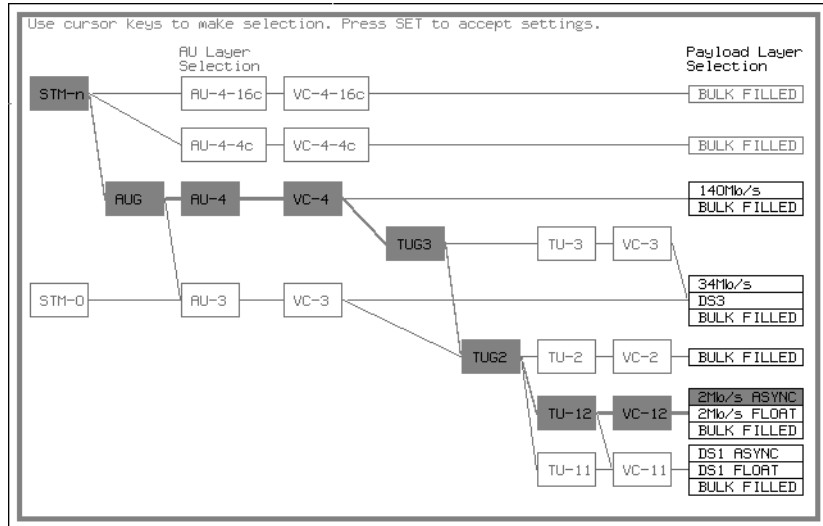 Use cursor keys to make selection. Press SET to accept settings.
AU Layer
Selection
Payload Layer
Selection
STM-n
AU-4-16c
VC-4-16c
BULK FILLED
AU-4-4c
VC-4-4c
BULK FILLED
AUG
AU-4
VC-4
140Mb/s
BULK FILLED
TUG3
TU-3
VC-3
STM-0
AU-3
VC-3
34Mb/s
DS3
BULK FILLED
TUG2
TU-2
VC-2
BULK FILLED
TU-12
VC-12
2Mb/s ASYNC
2Mb/s FLOAT
BULK FILLED
TU-11
VC-11
DS1 ASYNC
DS1 FLOAT
BULK FILLED